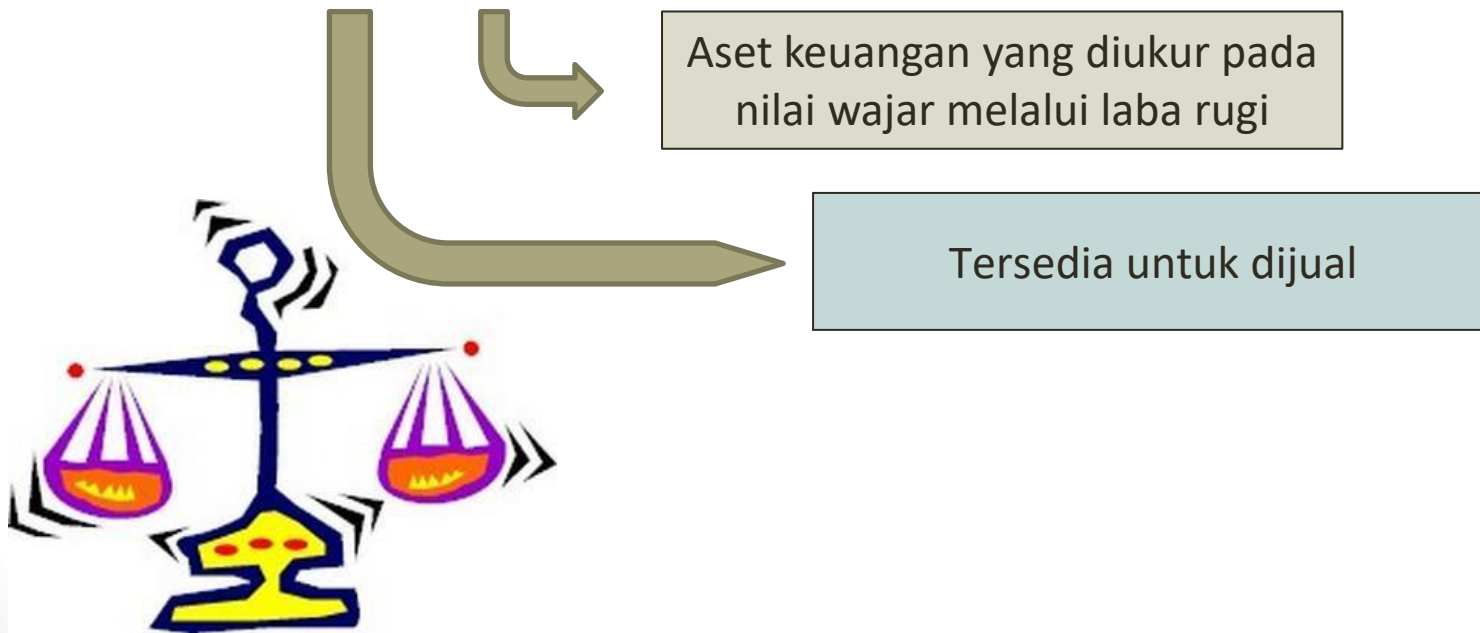 Aset keuangan yang diukur pada
nilai wajar melalui laba rugi
Tersedia untuk dijual